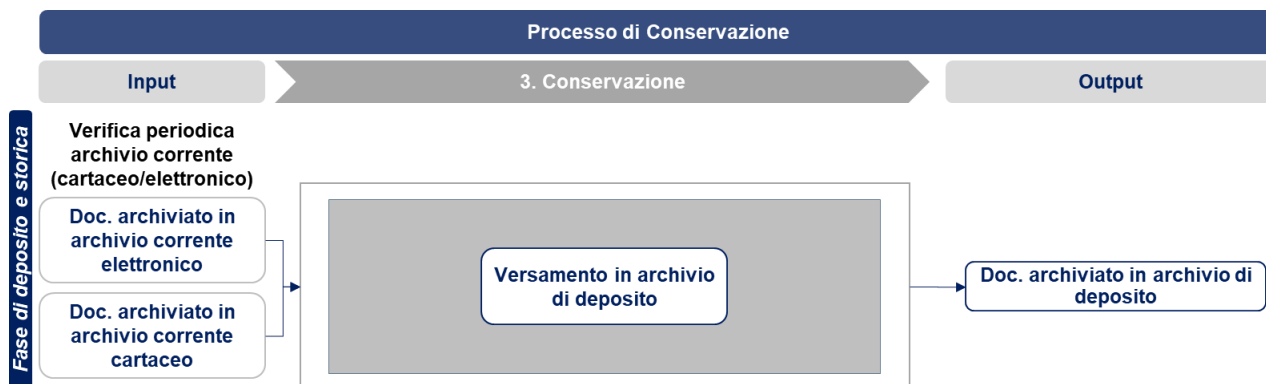 Processo di Conservazione
Input
3. Conservazione
Output
Fase di deposito e storica
Verifica periodica
archivio corrente
(cartaceo/elettronico)
Doc. archiviato in
archivio corrente
elettronico
Doc. archiviato in
archivio corrente
cartaceo
Versamento in archivio
di deposito
Doc. archiviato in archivio di
deposito